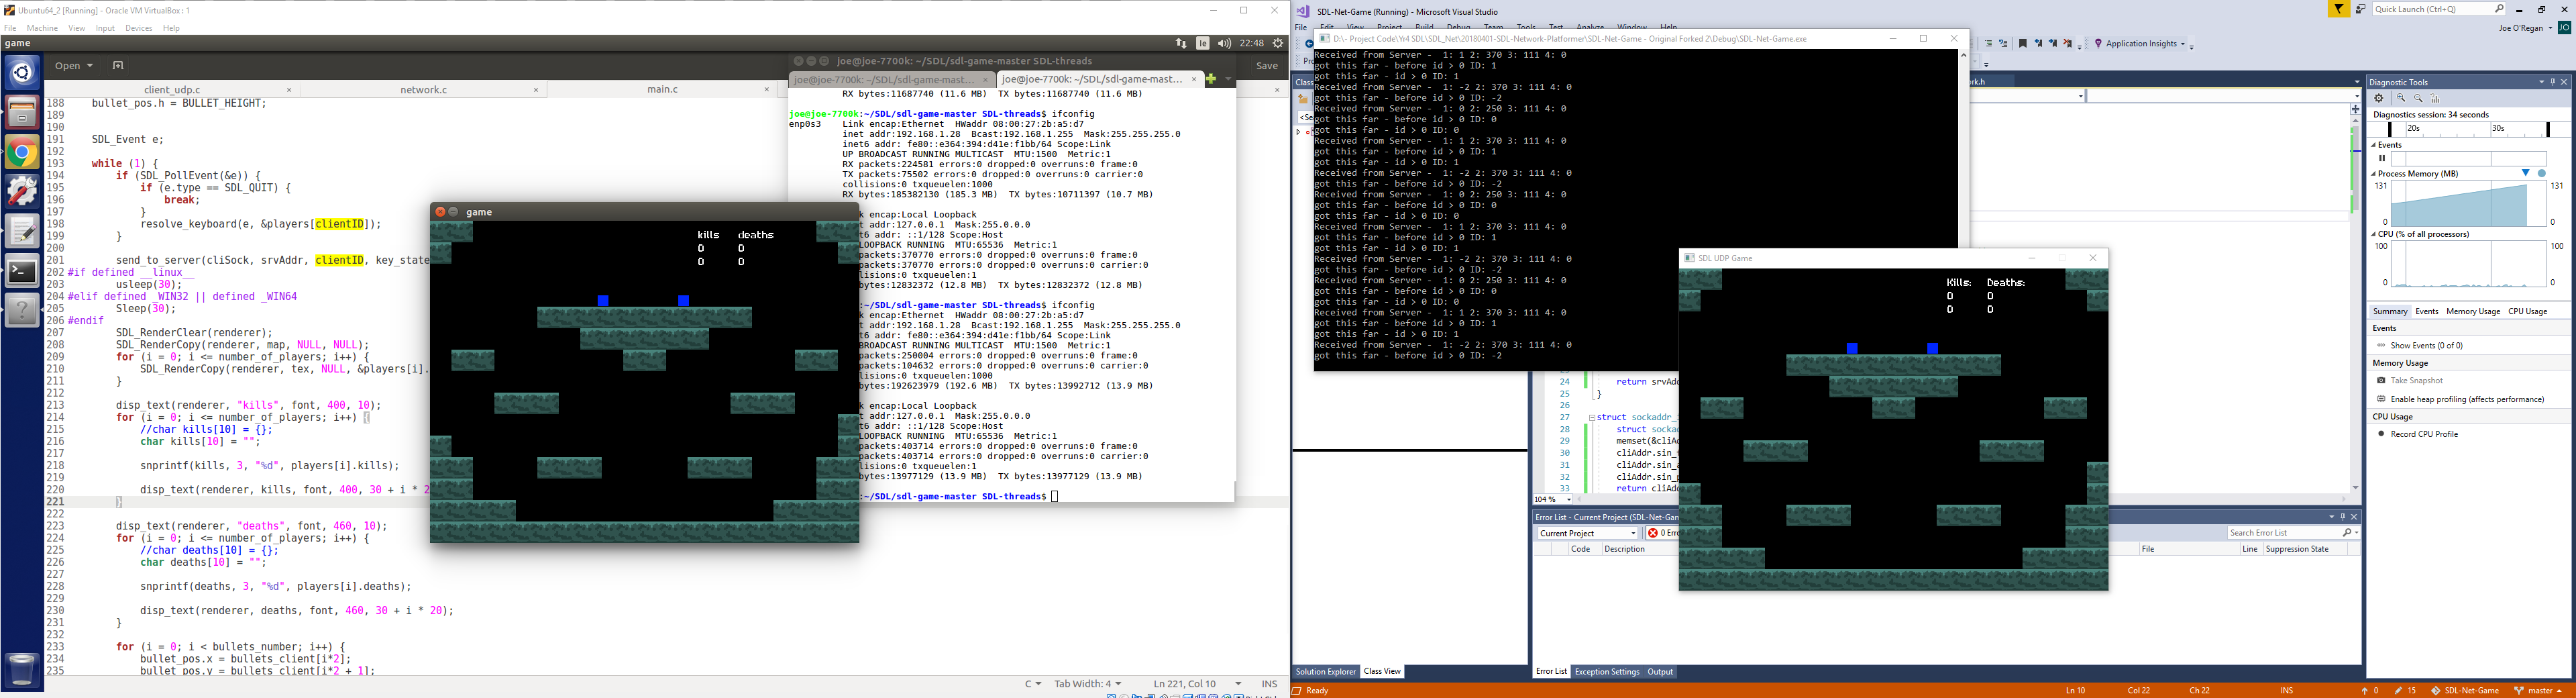 Ubuntu64_2 [Running] - Oracle VM VirtualBox : 1
File Machine View Input Devices Help
game
22:48
Open
Save
client_udp.c
network.c
main.c
188 bullet_pos.h = BULLET_HEIGHT;
189
190
191 SDL_Event e;
192
193 while (1) {
194 if (SDL_PollEvent(&e)) {
195 if (e.type == SDL_QUIT) {
196 break;
197 }
198 resolve_keyboard(e, &players[clientID]);
199 }
200
201 send_to_server(cliSock, srvAddr, clientID, key_state
202 #if defined __linux__
203 usleep(30);
204 #elif defined _WIN32 || defined _WIN64
205 Sleep(30);
206 #endif
207 SDL_RenderClear(renderer);
208 SDL_RenderCopy(renderer, map, NULL, NULL);
209 for (i = 0; i <= number_of_players; i++) {
210 SDL_RenderCopy(renderer, tex, NULL, &players[i].
211 }
212
213 disp_text(renderer, "kills", font, 400, 10);
214 for (i = 0; i <= number_of_players; i++) {
215 //char kills[10] = {};
216 char kills[10] = "";
217
218 snprintf(kills, 3, "%d", players[i].kills);
219
220 disp_text(renderer, kills, font, 400, 30 + i * 2
221 }
222
223 disp_text(renderer, "deaths", font, 460, 10);
224 for (i = 0; i <= number_of_players; i++) {
225 //char deaths[10] = {};
226 char deaths[10] = "";
227
228 snprintf(deaths, 3, "%d", players[i].deaths);
229
230 disp_text(renderer, deaths, font, 460, 30 + i * 20);
231 }
232
233 for (i = 0; i < bullets_number; i++) {
234 bullet_pos.x = bullets_client[i*2];
235 bullet_pos.y = bullets_client[i*2 + 1];
C Tab Width: 4 Ln 221, Col 10 INS
joe@joe-7700k: ~/SDL/sdl-game-master SDL-threads
joe@joe-7700k: ~/SDL/sdl-game-mast...
joe@joe-7700k: ~/SDL/sdl-game-mast...
RX bytes:11687740 (11.6 MB) TX bytes:11687740 (11.6 MB)
joe@joe-7700k:~/SDL/sdl-game-master SDL-threads$ ifconfig
enp0s3 Link encap:Ethernet HWaddr 08:00:27:2b:a5:d7
inet addr:192.168.1.28 Bcast:192.168.1.255 Mask:255.255.255.0
inet6 addr: fe80::e364:394:d41e:f1bb/64 Scope:Link
UP BROADCAST RUNNING MULTICAST MTU:1500 Metric:1
RX packets:224581 errors:0 dropped:0 overruns:0 frame:0
TX packets:75502 errors:0 dropped:0 overruns:0 carrier:0
collisions:0 txqueuelen:1000
RX bytes:185382130 (185.3 MB) TX bytes:10711397 (10.7 MB)
k encap:Local Loopback
t addr:127.0.0.1 Mask:255.0.0.0
t6 addr: ::1/128 Scope:Host
LOOPBACK RUNNING MTU:65536 Metric:1
packets:370770 errors:0 dropped:0 overruns:0 frame:0
packets:370770 errors:0 dropped:0 overruns:0 carrier:0
lisions:0 txqueuelen:1
bytes:12832372 (12.8 MB) TX bytes:12832372 (12.8 MB)
:~/SDL/sdl-game-master SDL-threads$ ifconfig
k encap:Ethernet HWaddr 08:00:27:2b:a5:d7
t addr:192.168.1.28 Bcast:192.168.1.255 Mask:255.255.255.0
t6 addr: fe80::e364:394:d41e:f1bb/64 Scope:Link
BROADCAST RUNNING MULTICAST MTU:1500 Metric:1
packets:250004 errors:0 dropped:0 overruns:0 frame:0
packets:104632 errors:0 dropped:0 overruns:0 carrier:0
lisions:0 txqueuelen:1000
bytes:192623979 (192.6 MB) TX bytes:13992712 (13.9 MB)
k encap:Local Loopback
t addr:127.0.0.1 Mask:255.0.0.0
t6 addr: ::1/128 Scope:Host
LOOPBACK RUNNING MTU:65536 Metric:1
packets:403714 errors:0 dropped:0 overruns:0 frame:0
packets:403714 errors:0 dropped:0 overruns:0 carrier:0
lisions:0 txqueuelen:1
bytes:13977129 (13.9 MB) TX bytes:13977129 (13.9 MB)
:~/SDL/sdl-game-master SDL-threads$
game
kills deaths
0 0
0 0
SDL-Net-Game (Running) - Microsoft Visual Studio
Quick Launch (Ctrl+Q)
File Edit View Project Build Debug Team Tools Test Analyze Window Help
Joe O'Regan JO
Application Insights
D:\- Project Code\Yr4 SDL\SDL_Net\20180401-SDL-Network-Platformer\SDL-Net-Game - Original Forked 2\Debug\SDL-Net-Game.exe
Received from Server - 1: 1 2: 370 3: 111 4: 0
got this far - before id > 0 ID: 1
got this far - id > 0 ID: 1
Received from Server - 1: -2 2: 370 3: 111 4: 0
got this far - before id > 0 ID: -2
Received from Server - 1: 0 2: 250 3: 111 4: 0
got this far - before id > 0 ID: 0
got this far - id > 0 ID: 0
Received from Server - 1: 1 2: 370 3: 111 4: 0
got this far - before id > 0 ID: 1
got this far - id > 0 ID: 1
Received from Server - 1: -2 2: 370 3: 111 4: 0
got this far - before id > 0 ID: -2
Received from Server - 1: 0 2: 250 3: 111 4: 0
got this far - before id > 0 ID: 0
got this far - id > 0 ID: 0
Received from Server - 1: 1 2: 370 3: 111 4: 0
got this far - before id > 0 ID: 1
got this far - id > 0 ID: 1
Received from Server - 1: -2 2: 370 3: 111 4: 0
got this far - before id > 0 ID: -2
Received from Server - 1: 0 2: 250 3: 111 4: 0
got this far - before id > 0 ID: 0
got this far - id > 0 ID: 0
Received from Server - 1: 1 2: 370 3: 111 4: 0
got this far - before id > 0 ID: 1
got this far - id > 0 ID: 1
Received from Server - 1: -2 2: 370 3: 111 4: 0
got this far - before id > 0 ID: -2
SDL UDP Game
Kills: Deaths:
0 0
0 0
24 return srvAd
25 }
26
27 struct sockaddr_i
28 struct socka
29 memset(&cliA
30 cliAddr.sin_
31 cliAddr.sin_a
32 cliAddr.sin_p
33 return cliAd
104 %
Error List - Current Project (SDL-Net-Gam
Current Project
0 Erro
Search Error List
Code Description File Line Suppression State
Solution Explorer Class View
Error List Exception Settings Output
Diagnostic Tools
Diagnostics session: 34 seconds
20s 30s
Events
Process Memory (MB)
131 131
0 0
CPU (% of all processors)
100 100
0 0
Summary Events Memory Usage CPU Usage
Events
Show Events (0 of 0)
Memory Usage
Take Snapshot
Enable heap profiling (affects performance)
CPU Usage
Record CPU Profile
Ready Ln 10 Col 22 Ch 22 INS 0 15 SDL-Net-Game master